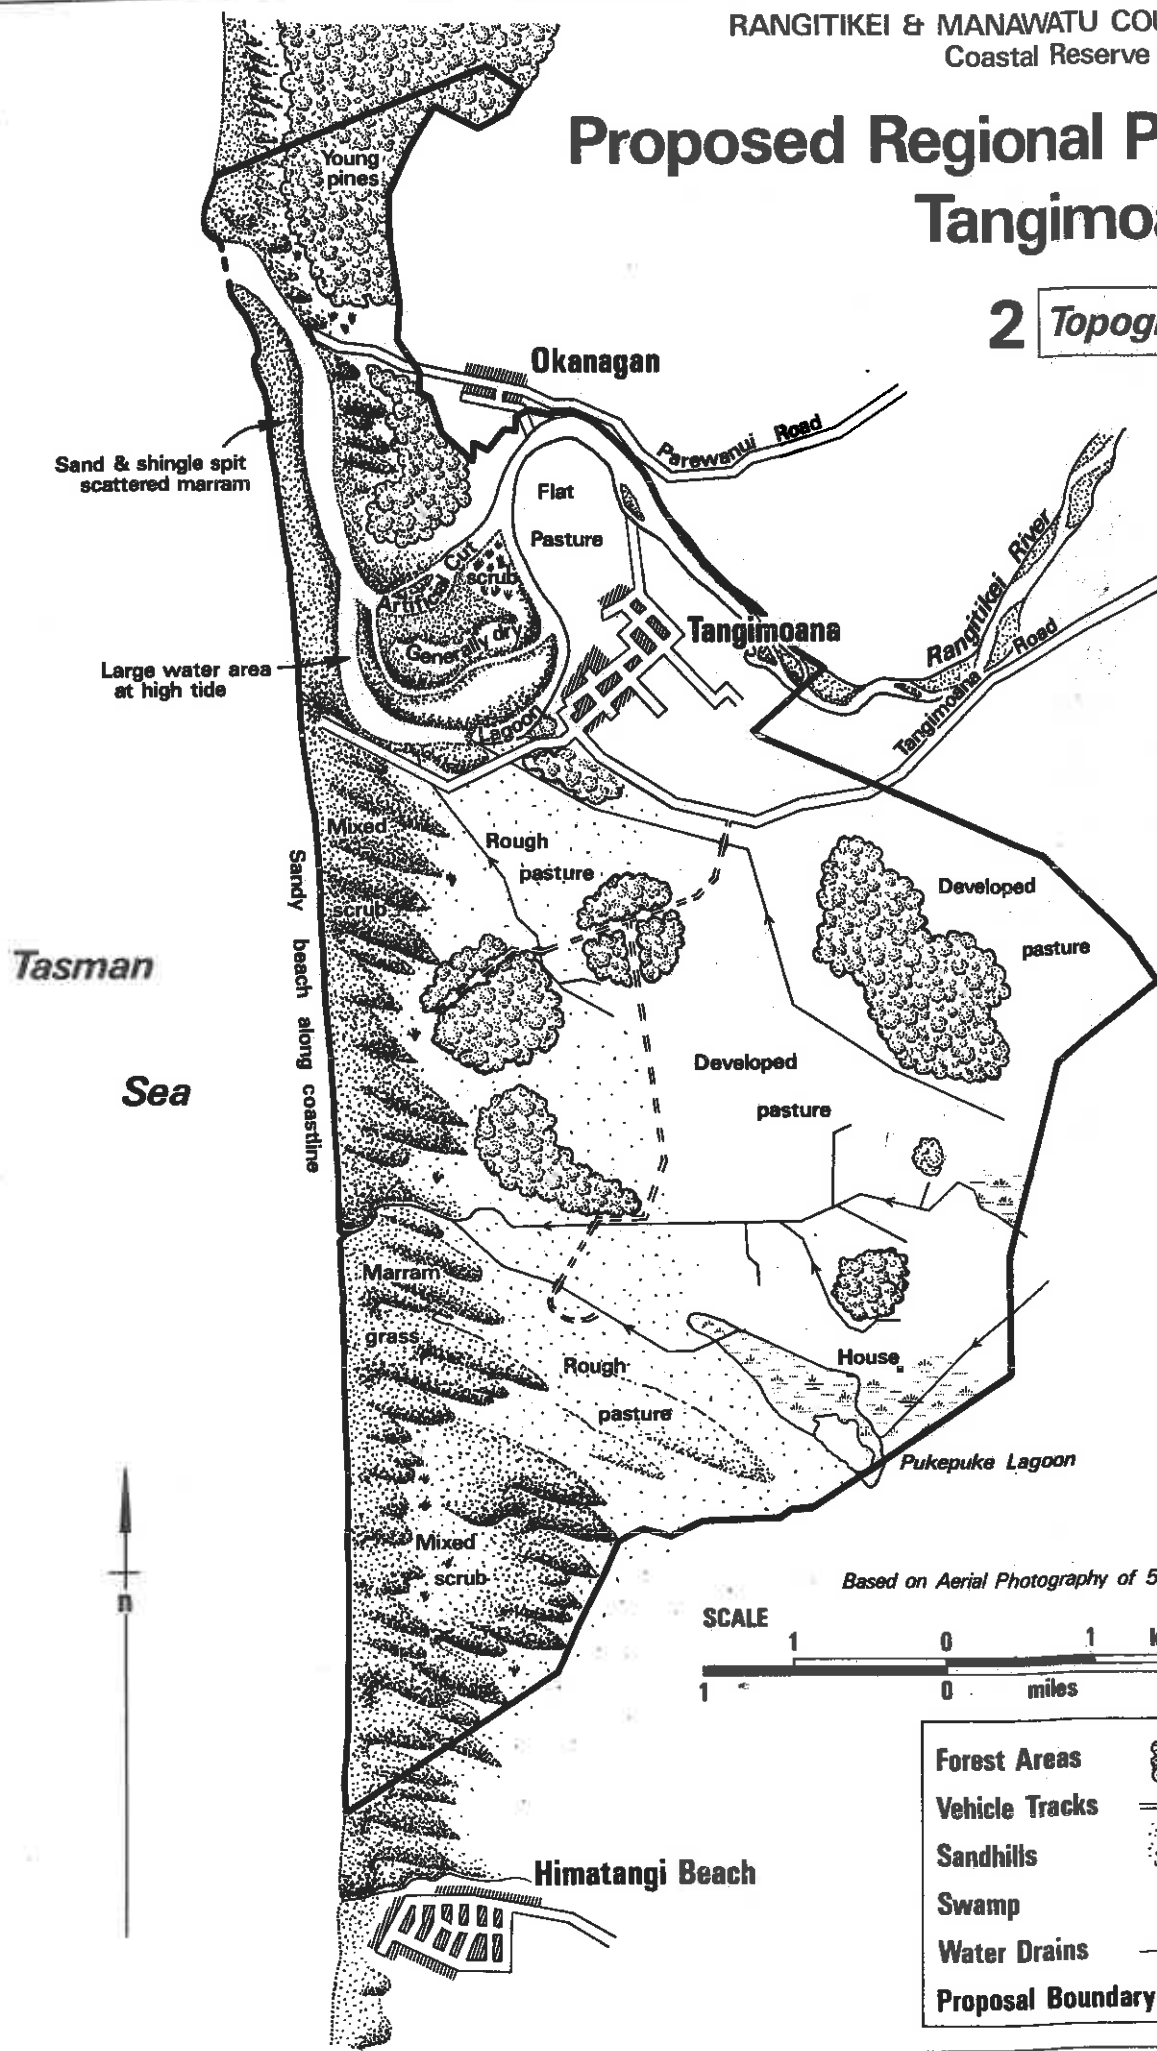 RANGITIKEI & MANAWATU COU
Coastal Reserve
Proposed Regional P
Tangimoa
2 Topogr
Young
pines
Okanagan
Parewanui Road
Sand & shingle spit
scattered marram
Flat
Pasture
Artifical Cut
scrub
Generally dry
Tangimoana
Rangitikei River
Tangimoana Road
Large water area
at high tide
Lagoon
Mixed
scrub
Rough
pasture
Developed
pasture
Sandy beach along coastline
Tasman
Sea
Developed
pasture
Marram
grass
House
Rough
pasture
Pukepuke Lagoon
Mixed
scrub
n
Based on Aerial Photography of 5
SCALE
1 0 1 k
1 0 miles
Forest Areas
Vehicle Tracks
Sandhills
Swamp
Water Drains
Proposal Boundary
Himatangi Beach